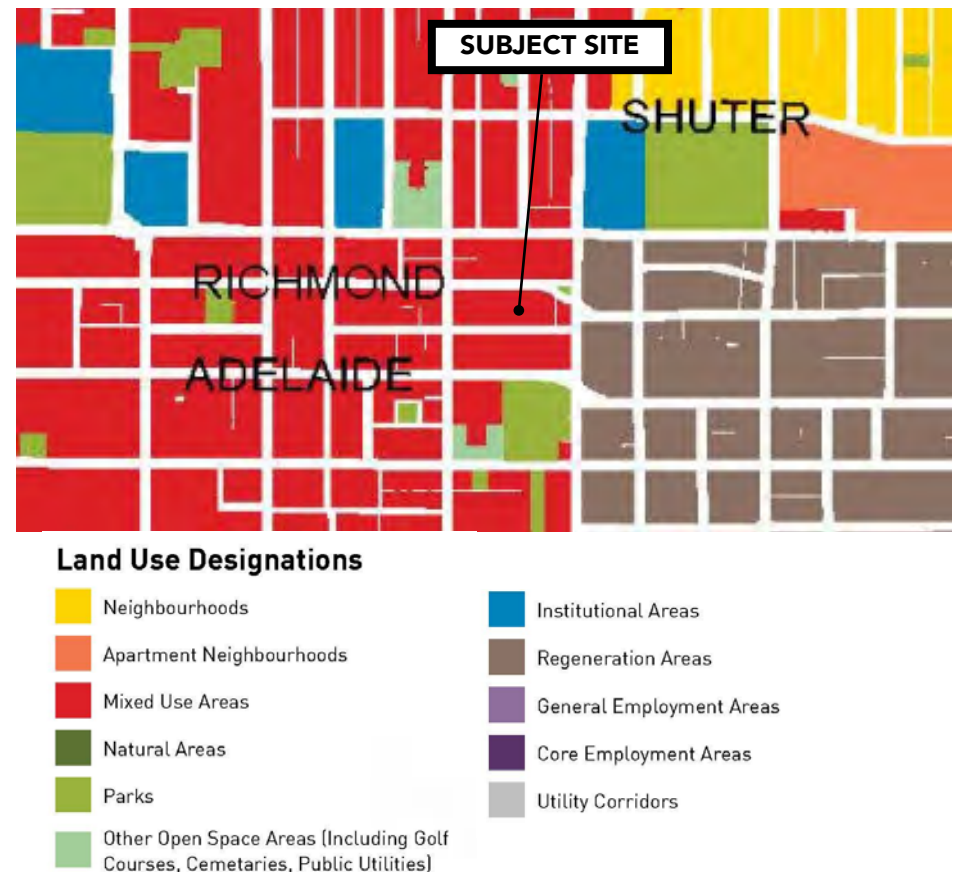 SUBJECT SITE
SHUTER
RICHMOND
ADELAIDE
Land Use Designations
Neighbourhoods
Apartment Neighbourhoods
Mixed Use Areas
Natural Areas
Parks
Other Open Space Areas (Including Golf
Courses, Cemetaries, Public Utilities)
Institutional Areas
Regeneration Areas
General Employment Areas
Core Employment Areas
Utility Corridors